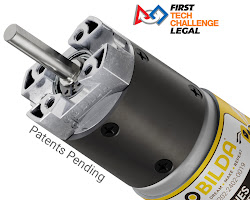 FIRST
TECH
CHALLENGE
LEGAL
Patents Pending
BILDA